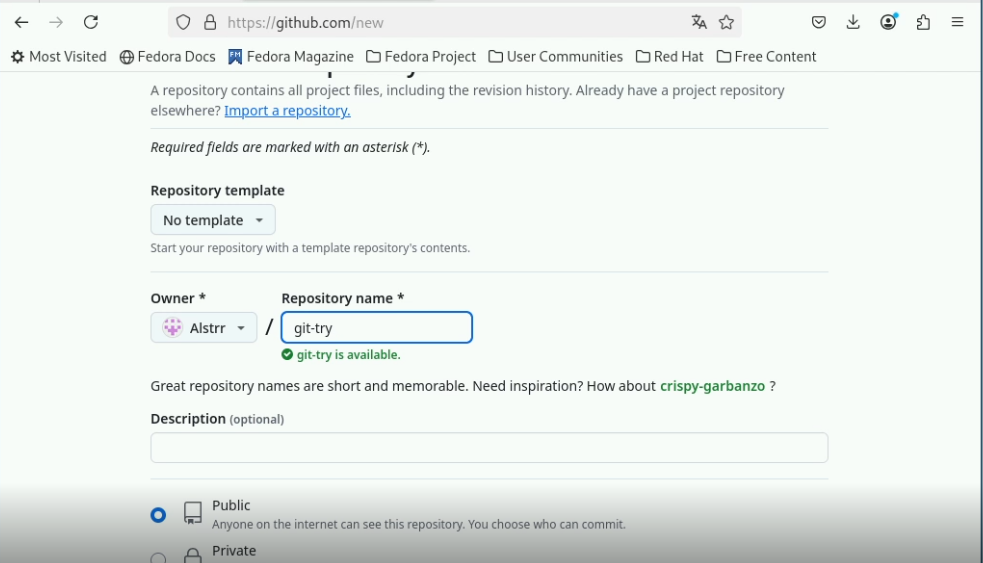 https://github.com/new
Most Visited Fedora Docs Fedora Magazine Fedora Project User Communities Red Hat Free Content
A repository contains all project files, including the revision history. Already have a project repository
elsewhere? Import a repository.
Required fields are marked with an asterisk (*).
Repository template
No template
Start your repository with a template repository's contents.
Owner * Repository name *
Alstrr / git-try
git-try is available.
Great repository names are short and memorable. Need inspiration? How about crispy-garbanzo ?
Description (optional)
Public
Anyone on the internet can see this repository. You choose who can commit.
Private